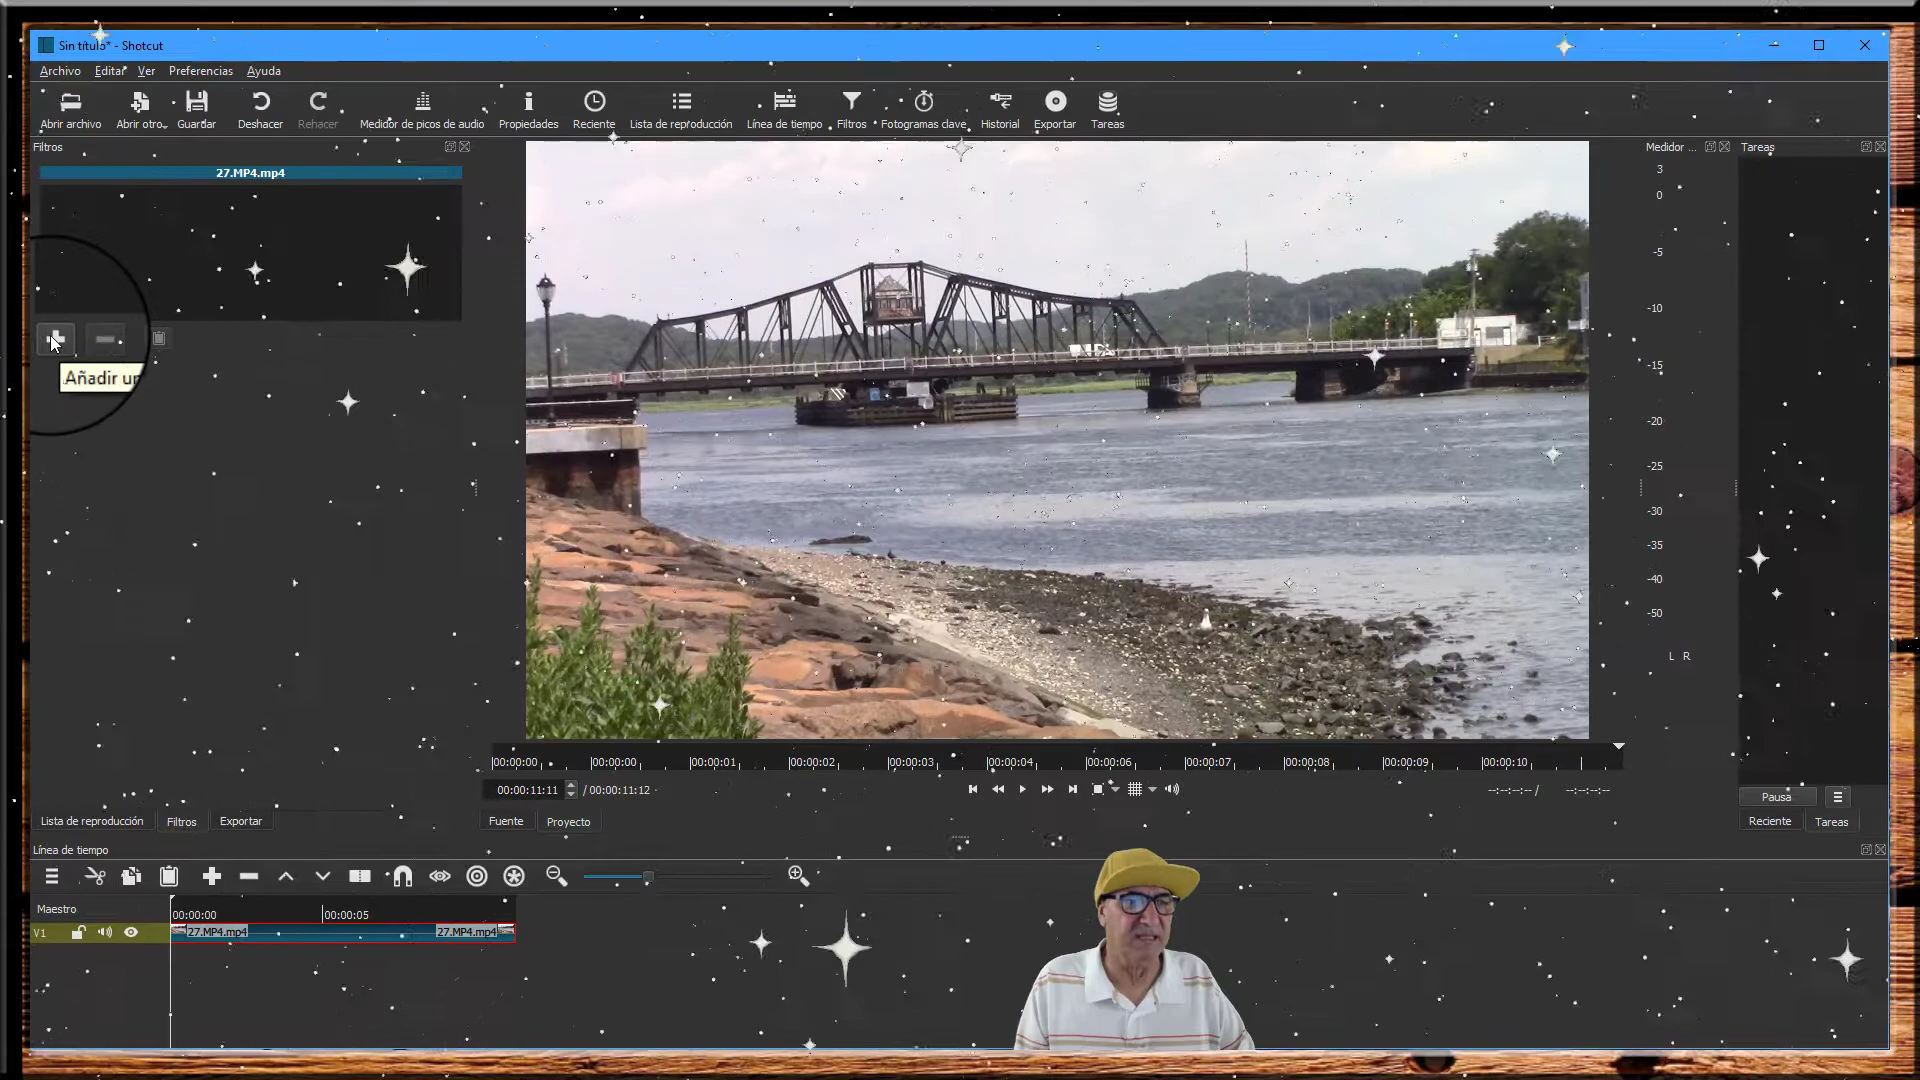 Sin título* - Shotcut
Archivo Editar Ver Preferencias Ayuda
Abrir archivo Abrir otro Guardar Deshacer Rehacer Medidor de picos de audio Propiedades Reciente Lista de reproducción Línea de tiempo Filtros Fotogramas clave Historial Exportar Tareas
Filtros
Medidor ...
Tareas
27.MP4.mp4
Añadir un
3
0
-5
-10
-15
-20
-25
-30
-35
-40
-50
L R
00:00:00 00:00:00 00:00:01 00:00:02 00:00:03 00:00:04 00:00:06 00:00:07 00:00:08 00:00:09 00:00:10
00:00:11:11 / 00:00:11:12
--:--:--:-- / --:--:--:--
Pausa
Lista de reproducción Filtros Exportar
Fuente Proyecto
Reciente Tareas
Línea de tiempo
Maestro
00:00:00 00:00:05
V1
27.MP4.mp4 27.MP4.mp4